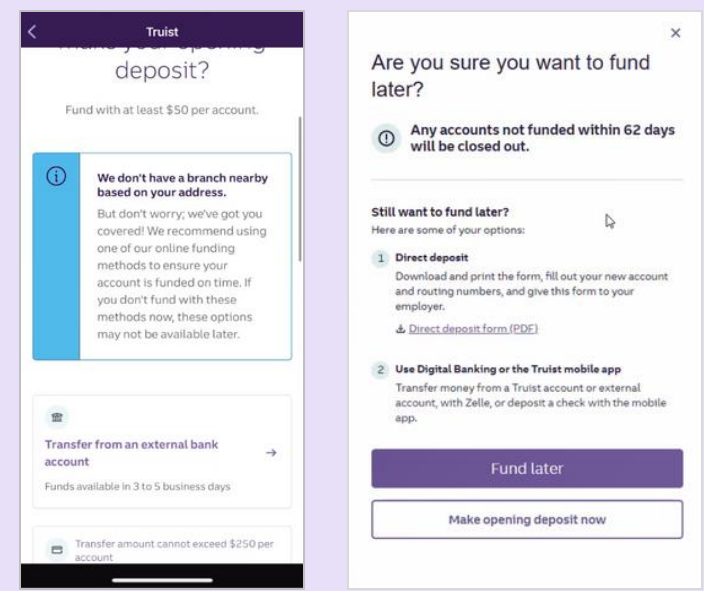 Truist
make your opening
deposit?
Fund with at least $50 per account.
We don't have a branch nearby
based on your address.
But don't worry; we've got you
covered! We recommend using
one of our online funding
methods to ensure your
account is funded on time. If
you don't fund with these
methods now, these options
may not be available later.
Transfer from an external bank
account
Funds available in 3 to 5 business days
Transfer amount cannot exceed $250 per
account
Are you sure you want to fund
later?
Any accounts not funded within 62 days
will be closed out.
Still want to fund later?
Here are some of your options:
1 Direct deposit
Download and print the form, fill out your new account
and routing numbers, and give this form to your
employer.
Direct deposit form (PDF)
2 Use Digital Banking or the Truist mobile app
Transfer money from a Truist account or external
account, with Zelle, or deposit a check with the mobile
app.
Fund later
Make opening deposit now